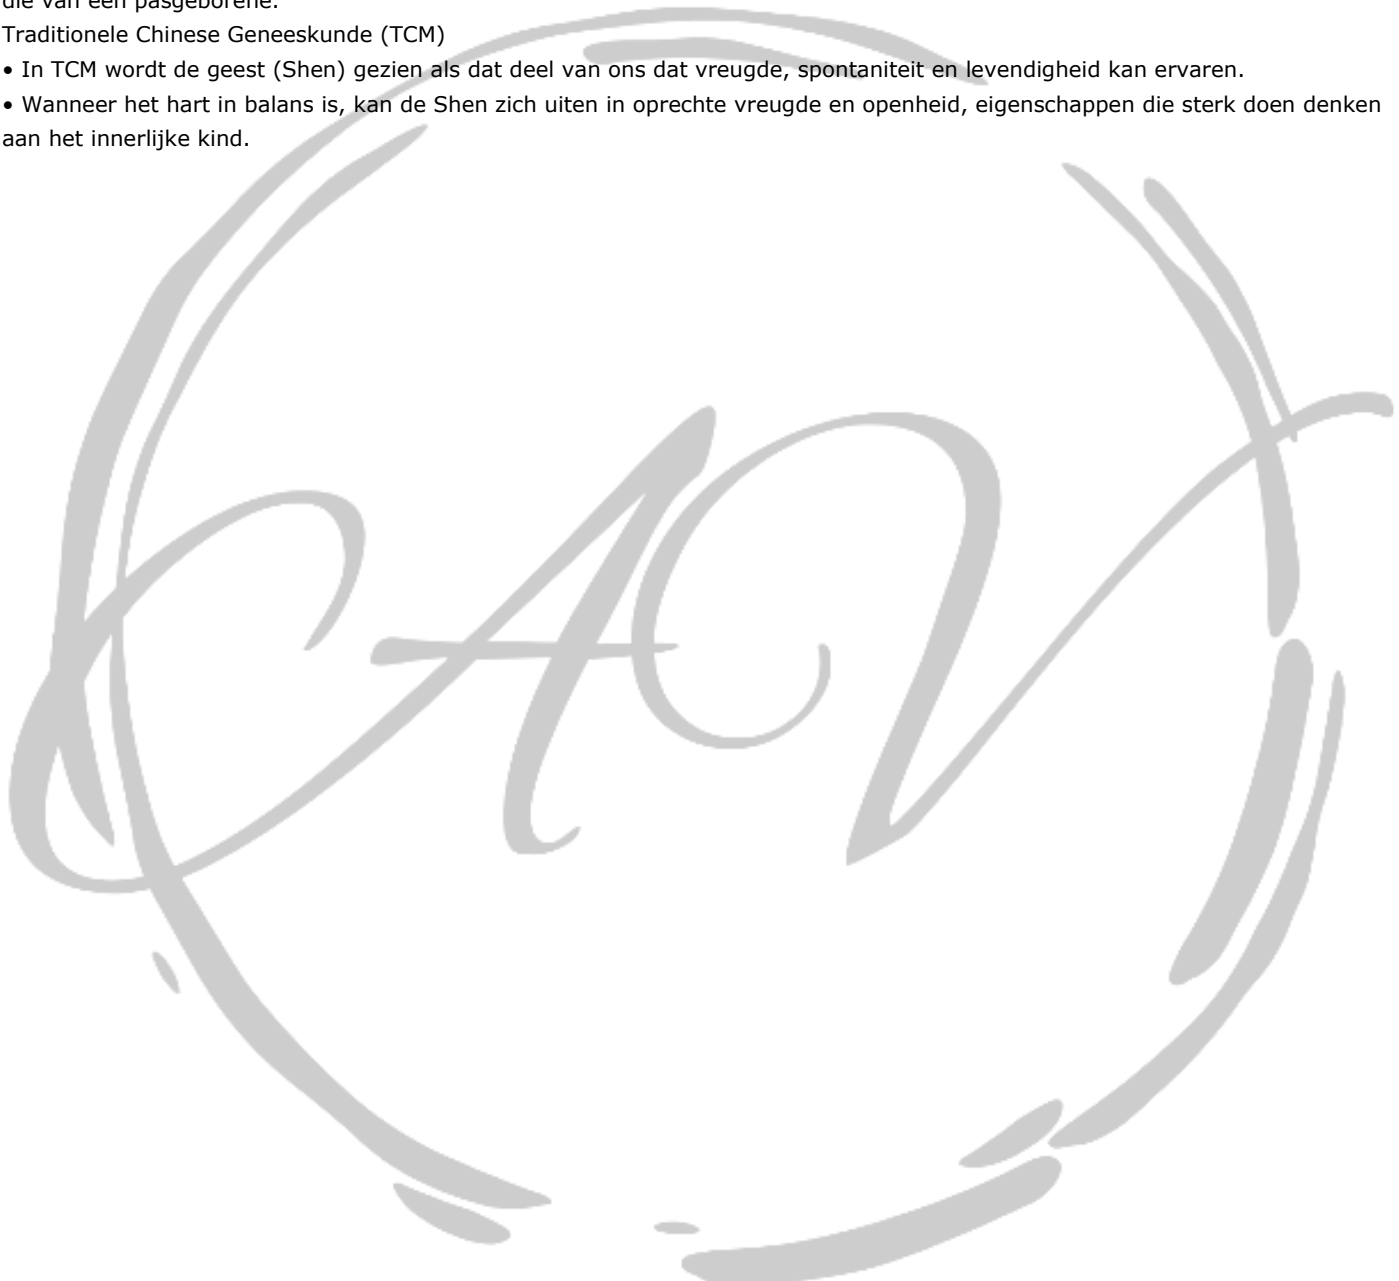 die van een pasgeborene.
Traditionele Chinese Geneeskunde (TCM)
• In TCM wordt de geest (Shen) gezien als dat deel van ons dat vreugde, spontaniteit en levendigheid kan ervaren.
• Wanneer het hart in balans is, kan de Shen zich uiten in oprechte vreugde en openheid, eigenschappen die sterk doen denken
aan het innerlijke kind.
CAV